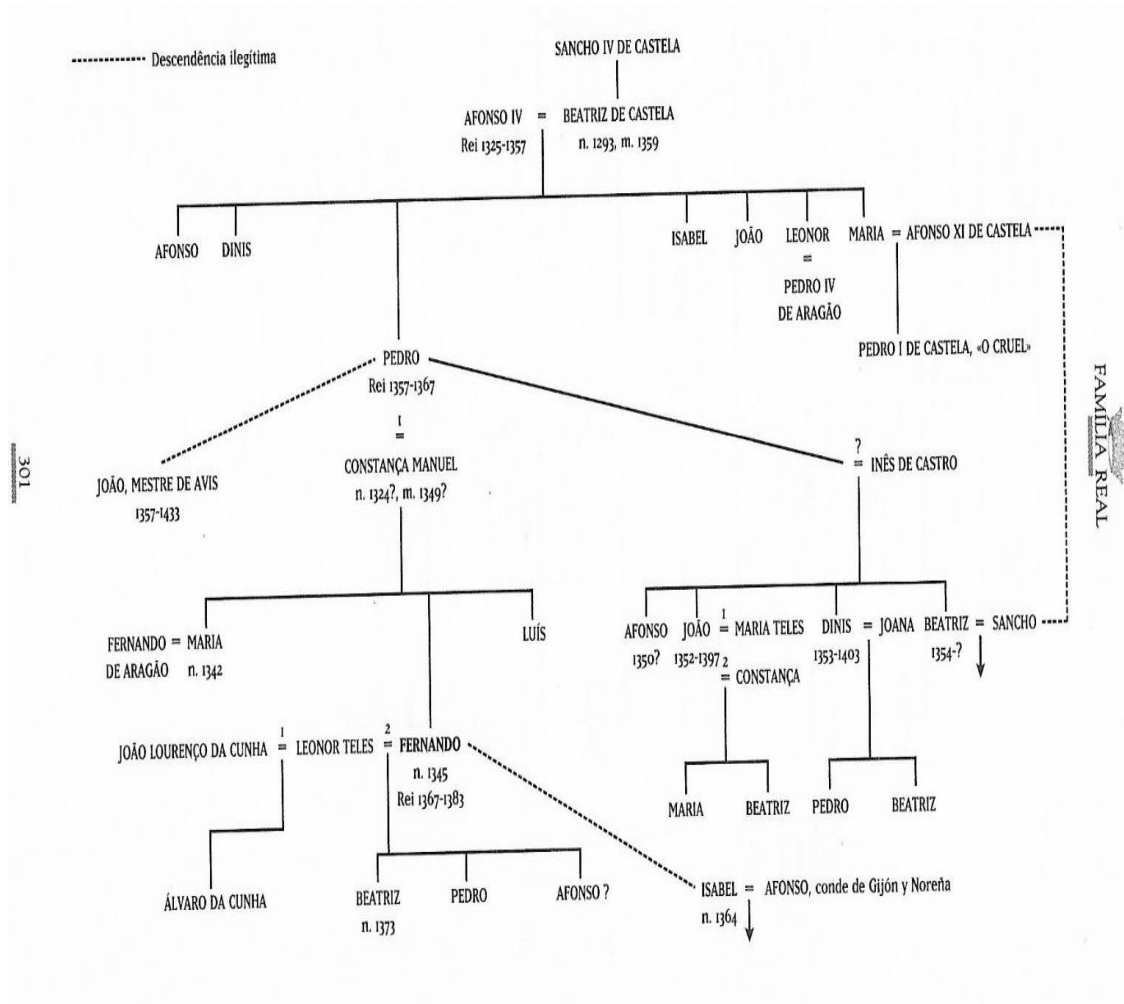 SANCHO IV DE CASTELA
---------- Descendência ilegítima
AFONSO IV = BEATRIZ DE CASTELA
Rei 1325-1357
n. 1293, m. 1359
AFONSO
DINIS
ISABEL
JOÃO
LEONOR
MARIA = AFONSO XI DE CASTELA
=
PEDRO IV
DE ARAGÃO
PEDRO I DE CASTELA, «O CRUEL»
PEDRO
Rei 1357-1367
1
=
CONSTANÇA MANUEL
n. 1324?, m. 1349?
?
= INÊS DE CASTRO
JOÃO, MESTRE DE AVIS
1357-1433
FAMÍLIA REAL
301
FERNANDO = MARIA
DE ARAGÃO
n. 1342
LUÍS
AFONSO
1350?
1
JOÃO = MARIA TELES
1352-1397
2
= CONSTANÇA
DINIS = JOANA
1353-1403
BEATRIZ = SANCHO
1354-?
1
2
JOÃO LOURENÇO DA CUNHA = LEONOR TELES = FERNANDO
n. 1345
Rei 1367-1383
MARIA
BEATRIZ
PEDRO
BEATRIZ
ÁLVARO DA CUNHA
BEATRIZ
n. 1373
PEDRO
AFONSO ?
ISABEL = AFONSO, conde de Gijón y Noreña
n. 1364